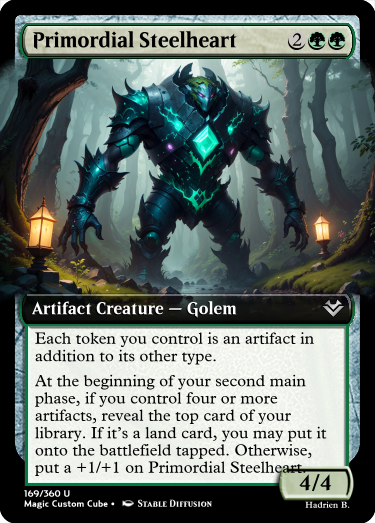 Primordial Steelheart 2
Artifact Creature — Golem
Each token you control is an artifact in
addition to its other type.
At the beginning of your second main
phase, if you control four or more
artifacts, reveal the top card of your
library. If it's a land card, you may put it
onto the battlefield tapped. Otherwise,
put a +1/+1 on Primordial Steelheart.
4/4
169/360 U
Magic Custom Cube • Stable Diffusion
Hadrien B.